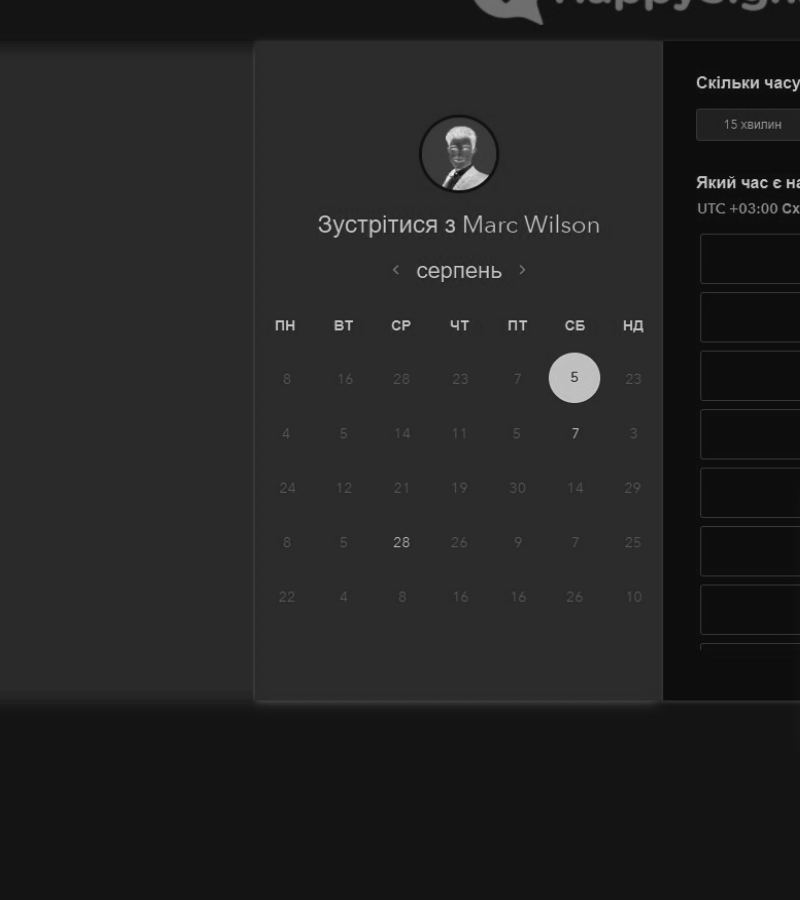 Зустрітися з Marc Wilson
серпень
ПН ВТ СР ЧТ ПТ СБ НД
8 16 28 23 7 5 23
4 5 14 11 5 7 3
24 12 21 19 30 14 29
8 5 28 26 9 7 25
22 4 8 16 16 26 10
Скільки часу
15 хвилин
Який час є
UTC +03:00